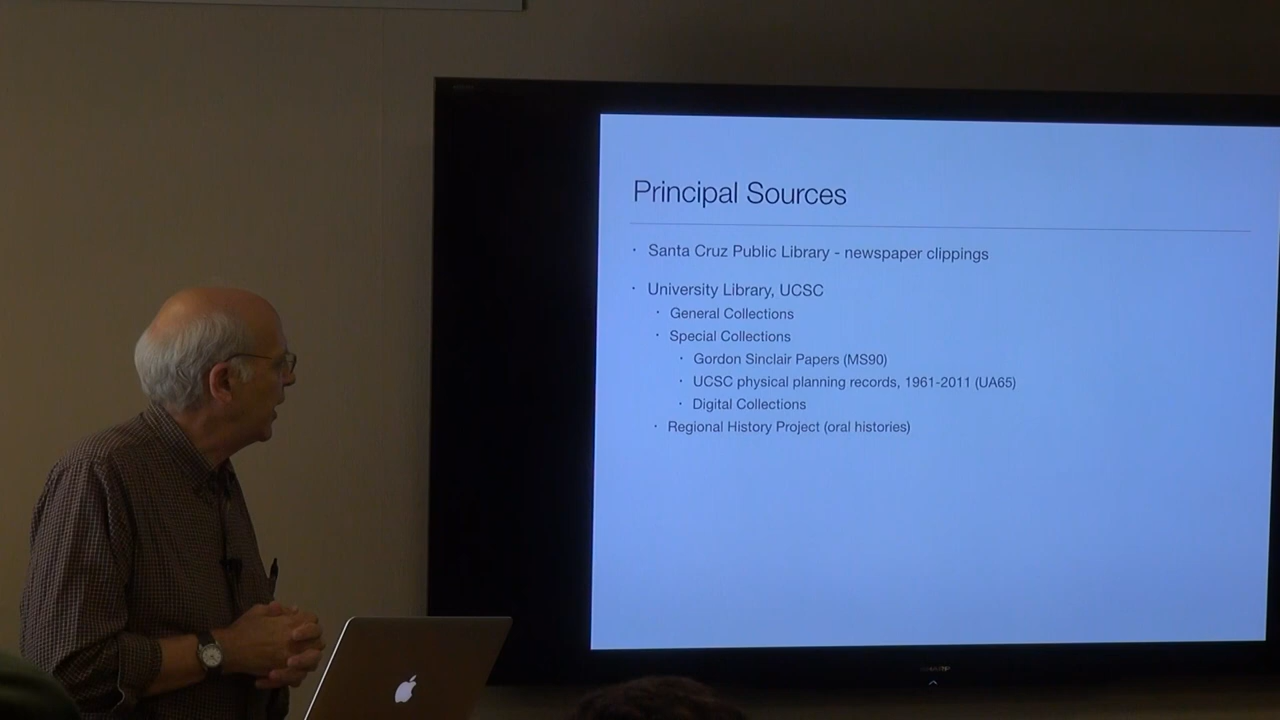 Principal Sources
· Santa Cruz Public Library - newspaper clippings
· University Library, UCSC
· General Collections
· Special Collections
· Gordon Sinclair Papers (MS90)
· UCSC physical planning records, 1961-2011 (UA65)
· Digital Collections
· Regional History Project (oral histories)